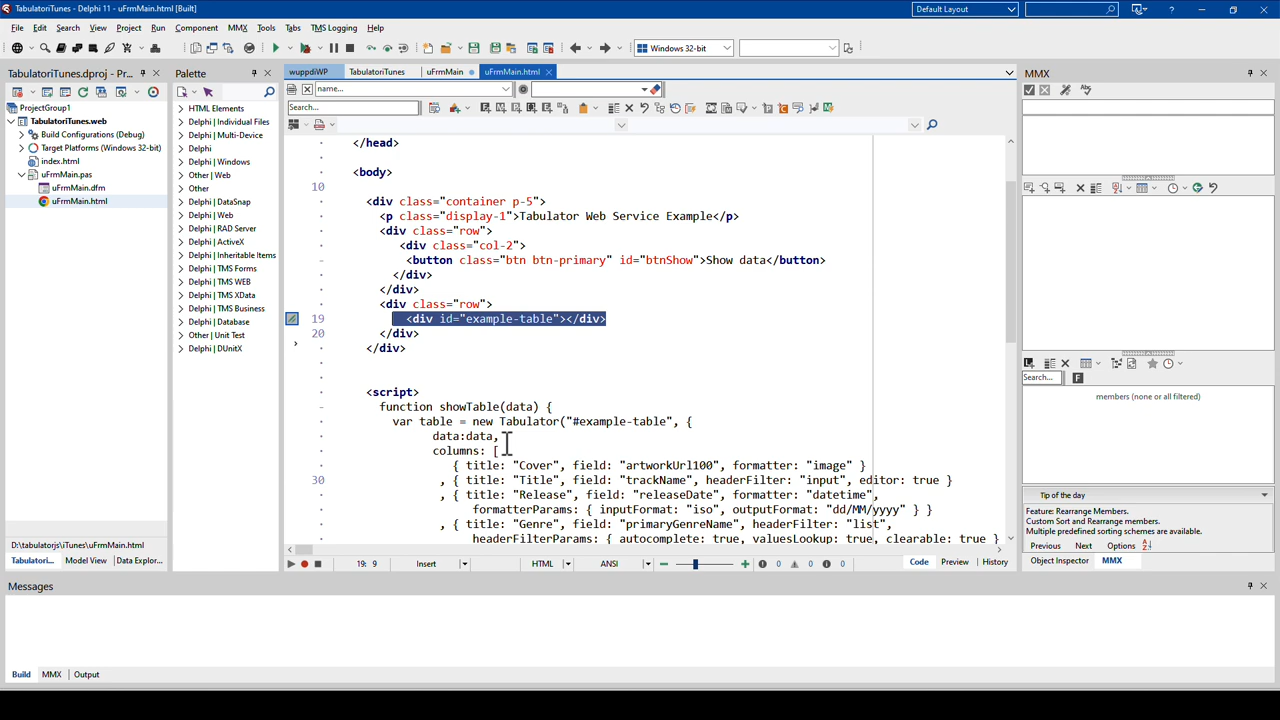 TabulatoriTunes - Delphi 11 - uFrmMain.html [Built]
Default Layout
File Edit Search View Project Run Component MMX Tools Tabs TMS Logging Help
Windows 32-bit
TabulatoriTunes.dproj - Pr...
ProjectGroup1
TabulatoriTunes.web
Build Configurations (Debug)
Target Platforms (Windows 32-bit)
index.html
uFrmMain.pas
uFrmMain.dfm
uFrmMain.html
D:\tabulatorjs\iTunes\uFrmMain.html
Tabulatori... Model View Data Explor...
Palette
HTML Elements
Delphi | Individual Files
Delphi | Multi-Device
Delphi
Delphi | Windows
Other | Web
Other
Delphi | DataSnap
Delphi | Web
Delphi | RAD Server
Delphi | ActiveX
Delphi | Inheritable Items
Delphi | TMS Forms
Delphi | TMS WEB
Delphi | TMS XData
Delphi | TMS Business
Delphi | Database
Other | Unit Test
Delphi | DUnitX
wuppdiWP TabulatoriTunes uFrmMain uFrmMain.html
name...
Search...
</head>
<body>
10
<div class="container p-5">
<p class="display-1">Tabulator Web Service Example</p>
<div class="row">
<div class="col-2">
<button class="btn btn-primary" id="btnShow">Show data</button>
</div>
</div>
<div class="row">
19 <div id="example-table"></div>
20 </div>
</div>
<script>
function showTable(data) {
var table = new Tabulator("#example-table", {
data:data,
columns: [
{ title: "Cover", field: "artworkUrl100", formatter: "image" }
30 , { title: "Title", field: "trackName", headerFilter: "input", editor: true }
, { title: "Release", field: "releaseDate", formatter: "datetime",
formatterParams: { inputFormat: "iso", outputFormat: "dd/MM/yyyy" } }
, { title: "Genre", field: "primaryGenreName", headerFilter: "list",
headerFilterParams: { autocomplete: true, valuesLookup: true, clearable: true }
19: 9 Insert HTML ANSI 0 0 0 Code Preview History
MMX
Search... F
members (none or all filtered)
Tip of the day
Feature: Rearrange Members.
Custom Sort and Rearrange members.
Multiple predefined sorting schemes are available.
Previous Next Options
Object Inspector MMX
Messages
Build MMX Output